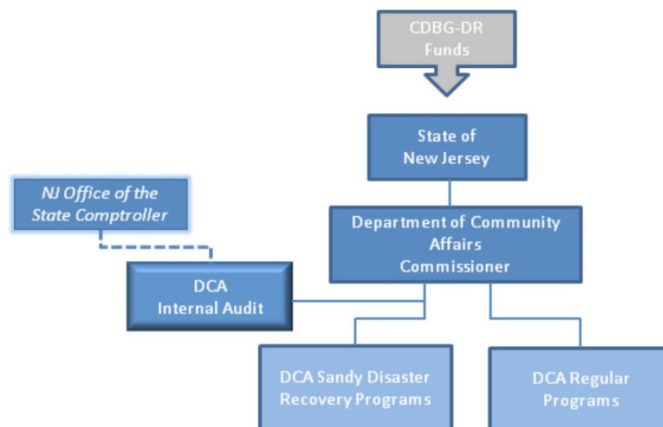 CDBG-DR
Funds
State of
New Jersey
NJ Office of the
State Comptroller
Department of Community
Affairs
Commissioner
DCA
Internal Audit
DCA Sandy Disaster
Recovery Programs
DCA Regular
Programs